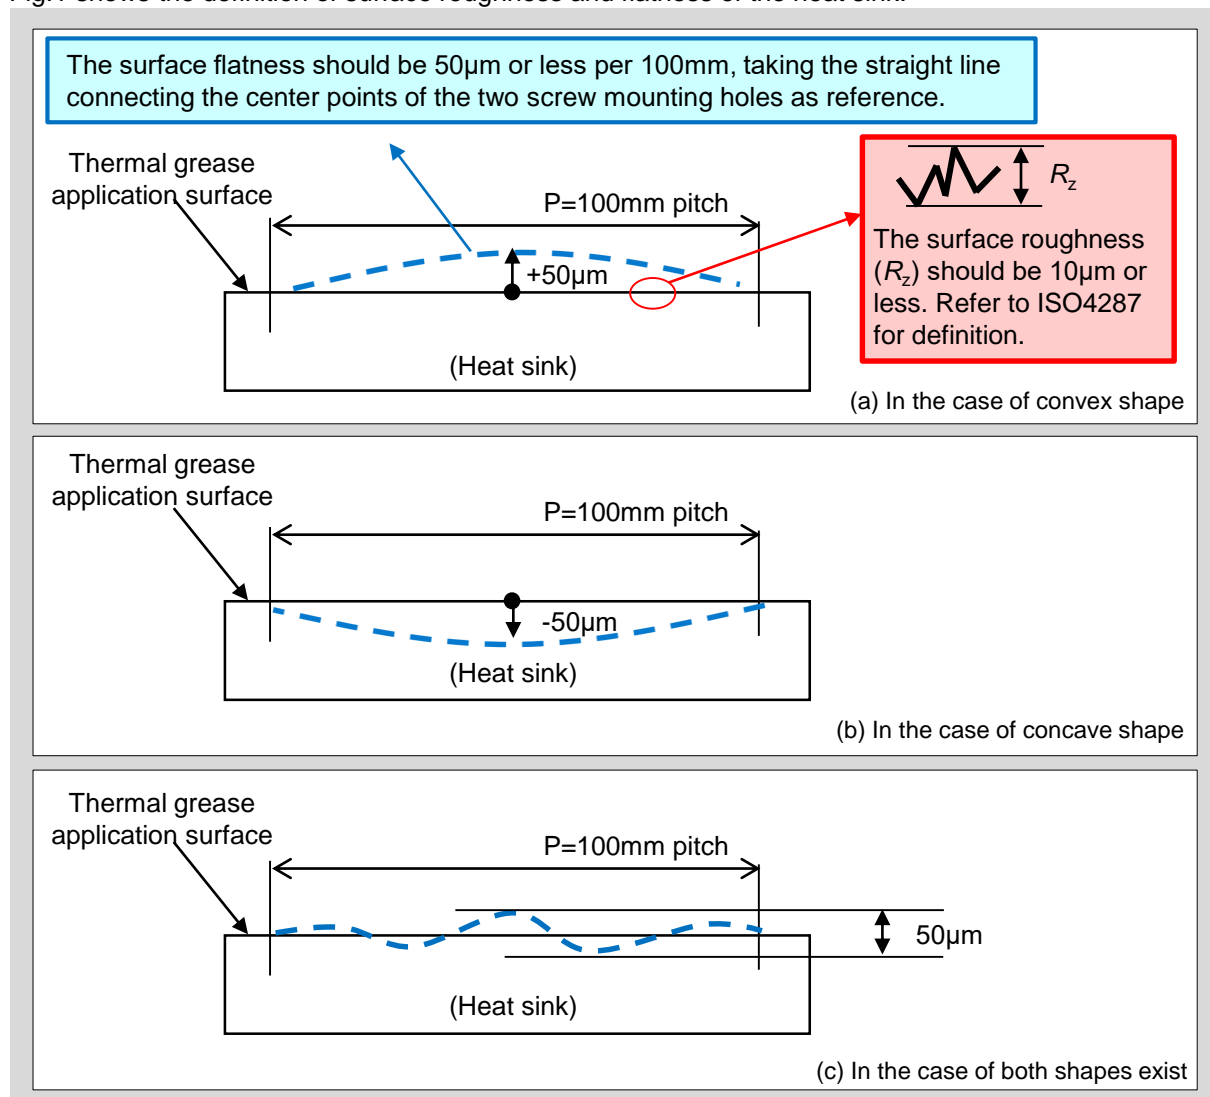 The surface flatness should be 50μm or less per 100mm, taking the straight line
connecting the center points of the two screw mounting holes as reference.
Thermal grease
application surface
P=100mm pitch
+50μm
(Heat sink)
Rz
The surface roughness
(Rz) should be 10μm or
less. Refer to ISO4287
for definition.
(a) In the case of convex shape
Thermal grease
application surface
P=100mm pitch
-50μm
(Heat sink)
(b) In the case of concave shape
Thermal grease
application surface
P=100mm pitch
50μm
(Heat sink)
(c) In the case of both shapes exist